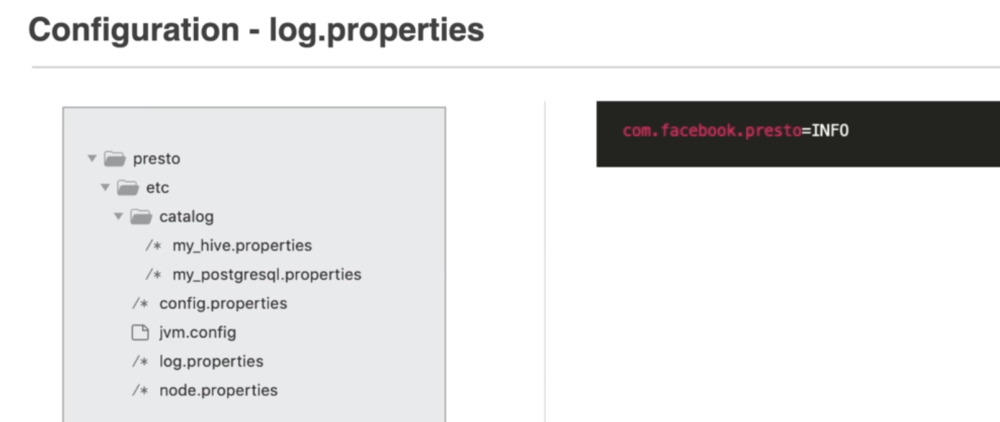 Configuration - log.properties
presto
etc
catalog
/* my_hive.properties
/* my_postgresql.properties
/* config.properties
jvm.config
/* log.properties
/* node.properties
com.facebook.presto=INFO